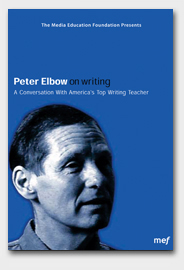 The Media Education Foundation Presents
Peter Elbow on writing
A Conversation With America's Top Writing Teacher
mef